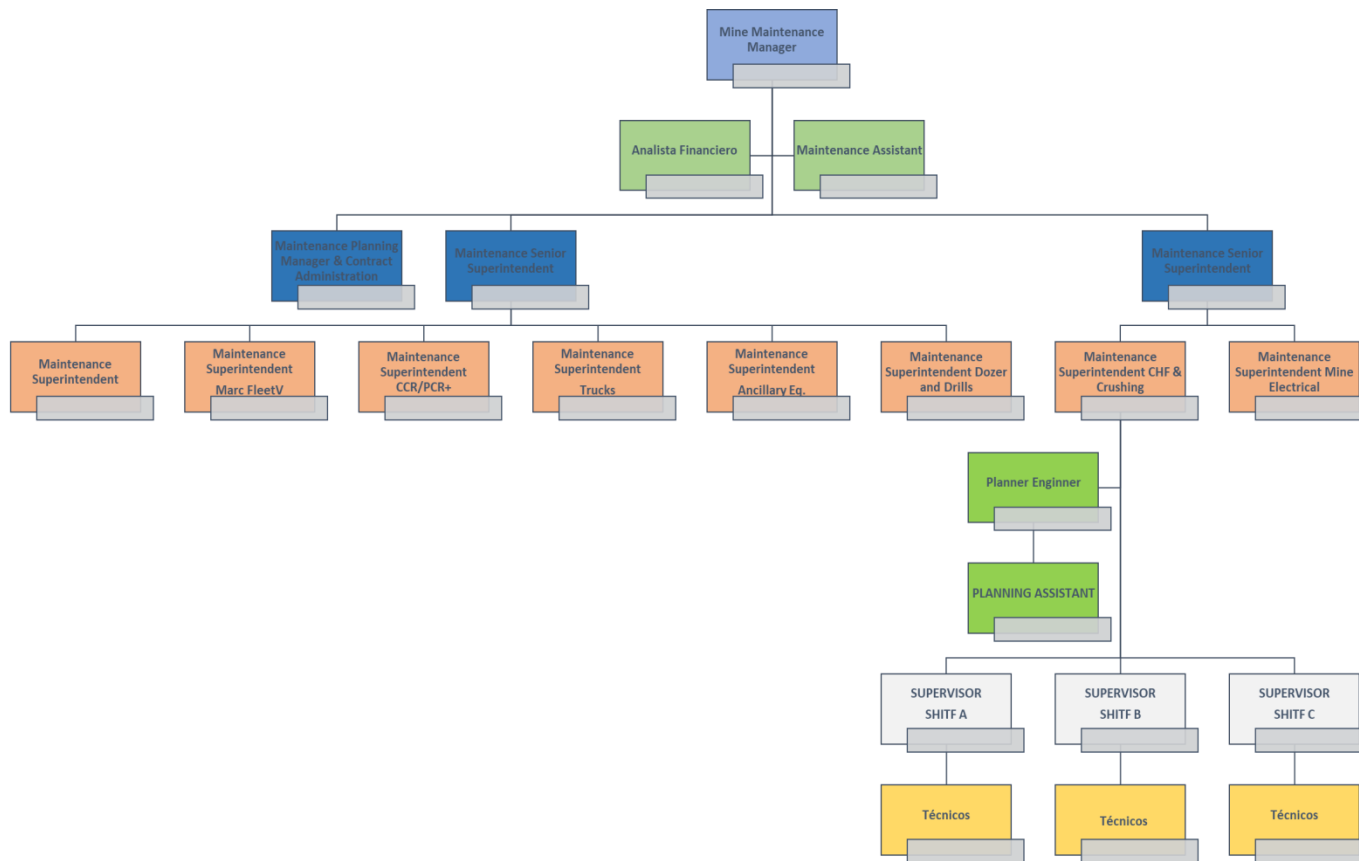 Mine Maintenance
Manager
Analista Financiero
Maintenance Assistant
Maintenance Planning
Manager & Contract
Administration
Maintenance Senior
Superintendent
Maintenance Senior
Superintendent
Maintenance
Superintendent
Maintenance
Superintendent
Marc FleetV
Maintenance
Superintendent
CCR/PCR+
Maintenance
Superintendent
Trucks
Maintenance
Superintendent
Ancillary Eq.
Maintenance
Superintendent Dozer
and Drills
Maintenance
Superintendent CHF &
Crushing
Maintenance
Superintendent Mine
Electrical
Planner Enginner
PLANNING ASSISTANT
SUPERVISOR
SHITF A
SUPERVISOR
SHITF B
SUPERVISOR
SHITF C
Técnicos
Técnicos
Técnicos